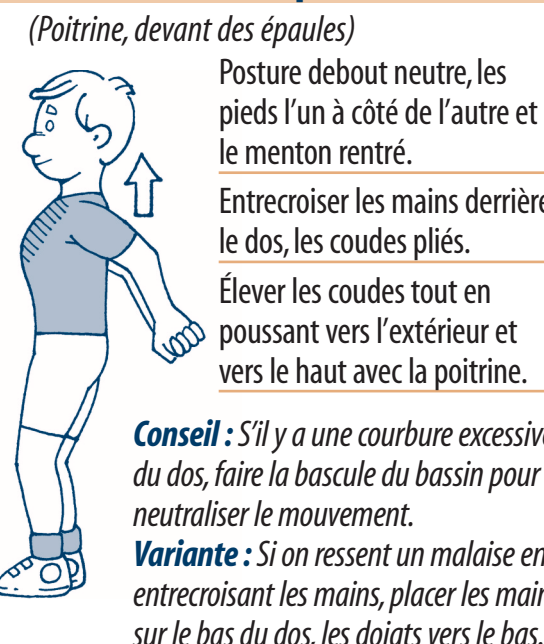 (Poitrine, devant des épaules)
Posture debout neutre, les
pieds l’un à côté de l’autre et
le menton rentré.
Entrecroiser les mains derrière
le dos, les coudes pliés.
Élever les coudes tout en
poussant vers l’extérieur et
vers le haut avec la poitrine.
Conseil : S’il y a une courbure excessive
du dos, faire la bascule du bassin pour
neutraliser le mouvement.
Variante : Si on ressent un malaise en
entrecroisant les mains, placer les main
sur le bas du dos, les doigts vers le bas.